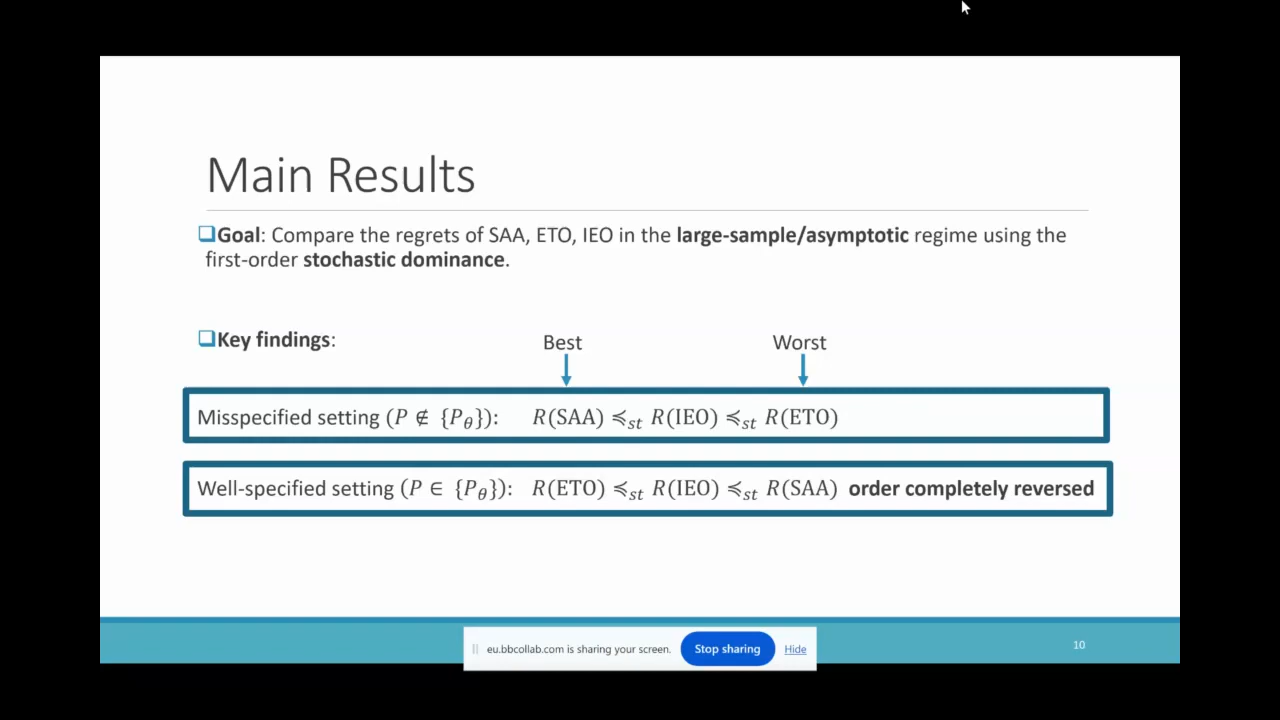 Main Results
❑Goal: Compare the regrets of SAA, ETO, IEO in the large-sample/asymptotic regime using the
first-order stochastic dominance.
❑Key findings:
Best
Worst
Misspecified setting (P ∉ {P_θ}): R(SAA) ≼_st R(IEO) ≼_st R(ETO)
Well-specified setting (P ∈ {P_θ}): R(ETO) ≼_st R(IEO) ≼_st R(SAA) order completely reversed
eu.bbcollab.com is sharing your screen. Stop sharing Hide
10